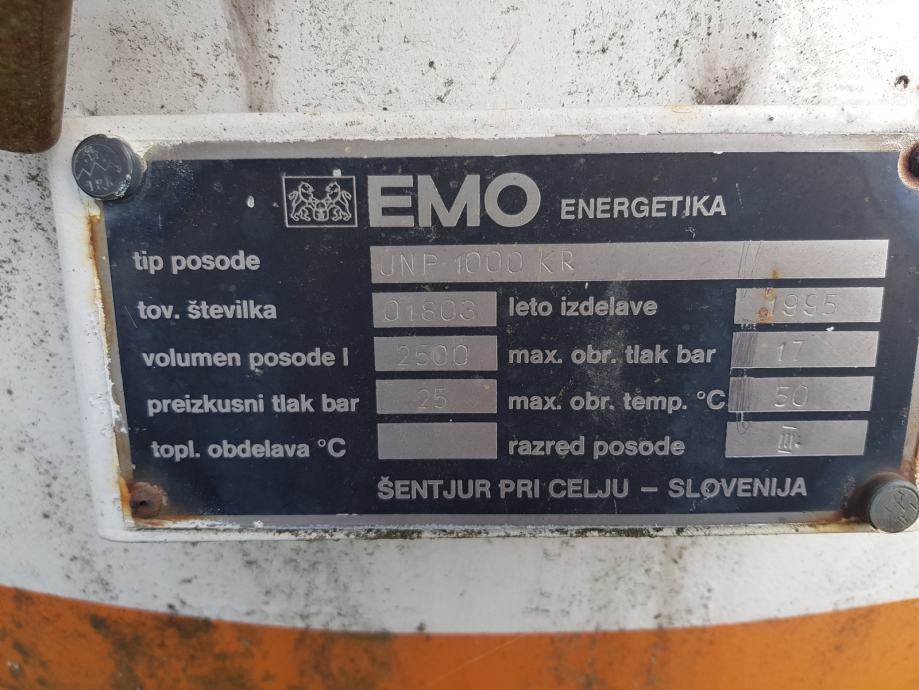 EMO ENERGETIKA
tip posode UNP 1000 KR
tov. številka 01803 leto izdelave 1995
volumen posode l 2500 max. obr. tlak bar 17
preizkusni tlak bar 25 max. obr. temp. °C 50
topl. obdelava °C razred posode III.
ŠENTJUR PRI CELJU – SLOVENIJA